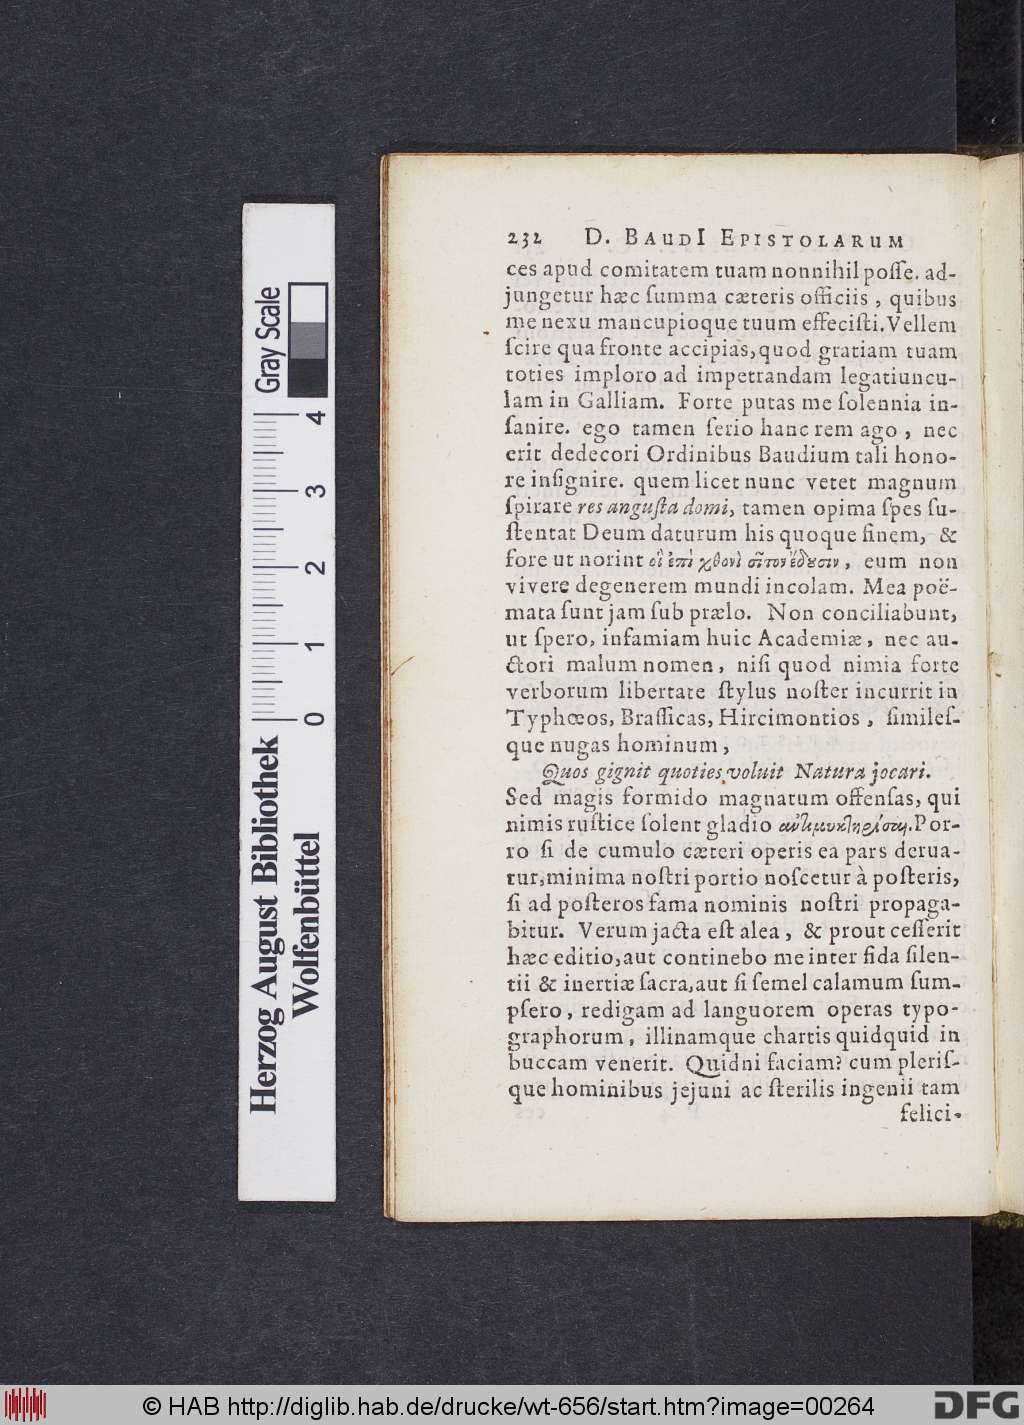 232 D. BAUDI EPISTOLARUM
ces apud comitatem tuam nonnihil posse. ad-
jungetur hæc summa cæteris officiis, quibus
me nexu mancupioque tuum effecisti. Vellem
scire qua fronte accipias, quod gratiam tuam
toties imploro ad impetrandam legatiuncu-
lam in Galliam. Forte putas me solennia in-
sanire. ego tamen serio hanc rem ago, nec
erit dedecori Ordinibus Baudium tali hono-
re insignire. quem licet nunc vetet magnum
spirare res angusta domi, tamen opima spes su-
stentat Deum daturum his quoque finem, &
fore ut norint οἳ ἐπὶ χθονὶ σῖτον ἔδουσιν, eum non
vivere degenerem mundi incolam. Mea poë-
mata sunt jam sub prælo. Non conciliabunt,
ut spero, infamiam huic Academiæ, nec au-
ctori malum nomen, nisi quod nimia forte
verborum libertate stylus noster incurrit in
Typhœos, Brassicas, Hircimontios, similes-
que nugas hominum,
Quos gignit quoties voluit Natura jocari.
Sed magis formido magnatum offensas, qui
nimis rustice solent gladio . Por-
ro si de cumulo cæteri operis ea pars derua-
tur, minima nostri portio noscetur à posteris,
si ad posteros fama nominis nostri propaga-
bitur. Verum jacta est alea, & prout cesserit
hæc editio, aut continebo me inter fida silen-
tii & inertiæ sacra, aut si semel calamum sum-
psero, redigam ad languorem operas typo-
graphorum, illinamque chartis quidquid in
buccam venerit. Quidni faciam? cum pleris-
que hominibus jejuni ac sterilis ingenii tam
felici-
Gray Scale
0 1 2 3 4
Herzog August Bibliothek
Wolfenbüttel
© HAB http://diglib.hab.de/drucke/wt-656/start.htm?image=00264
DFG